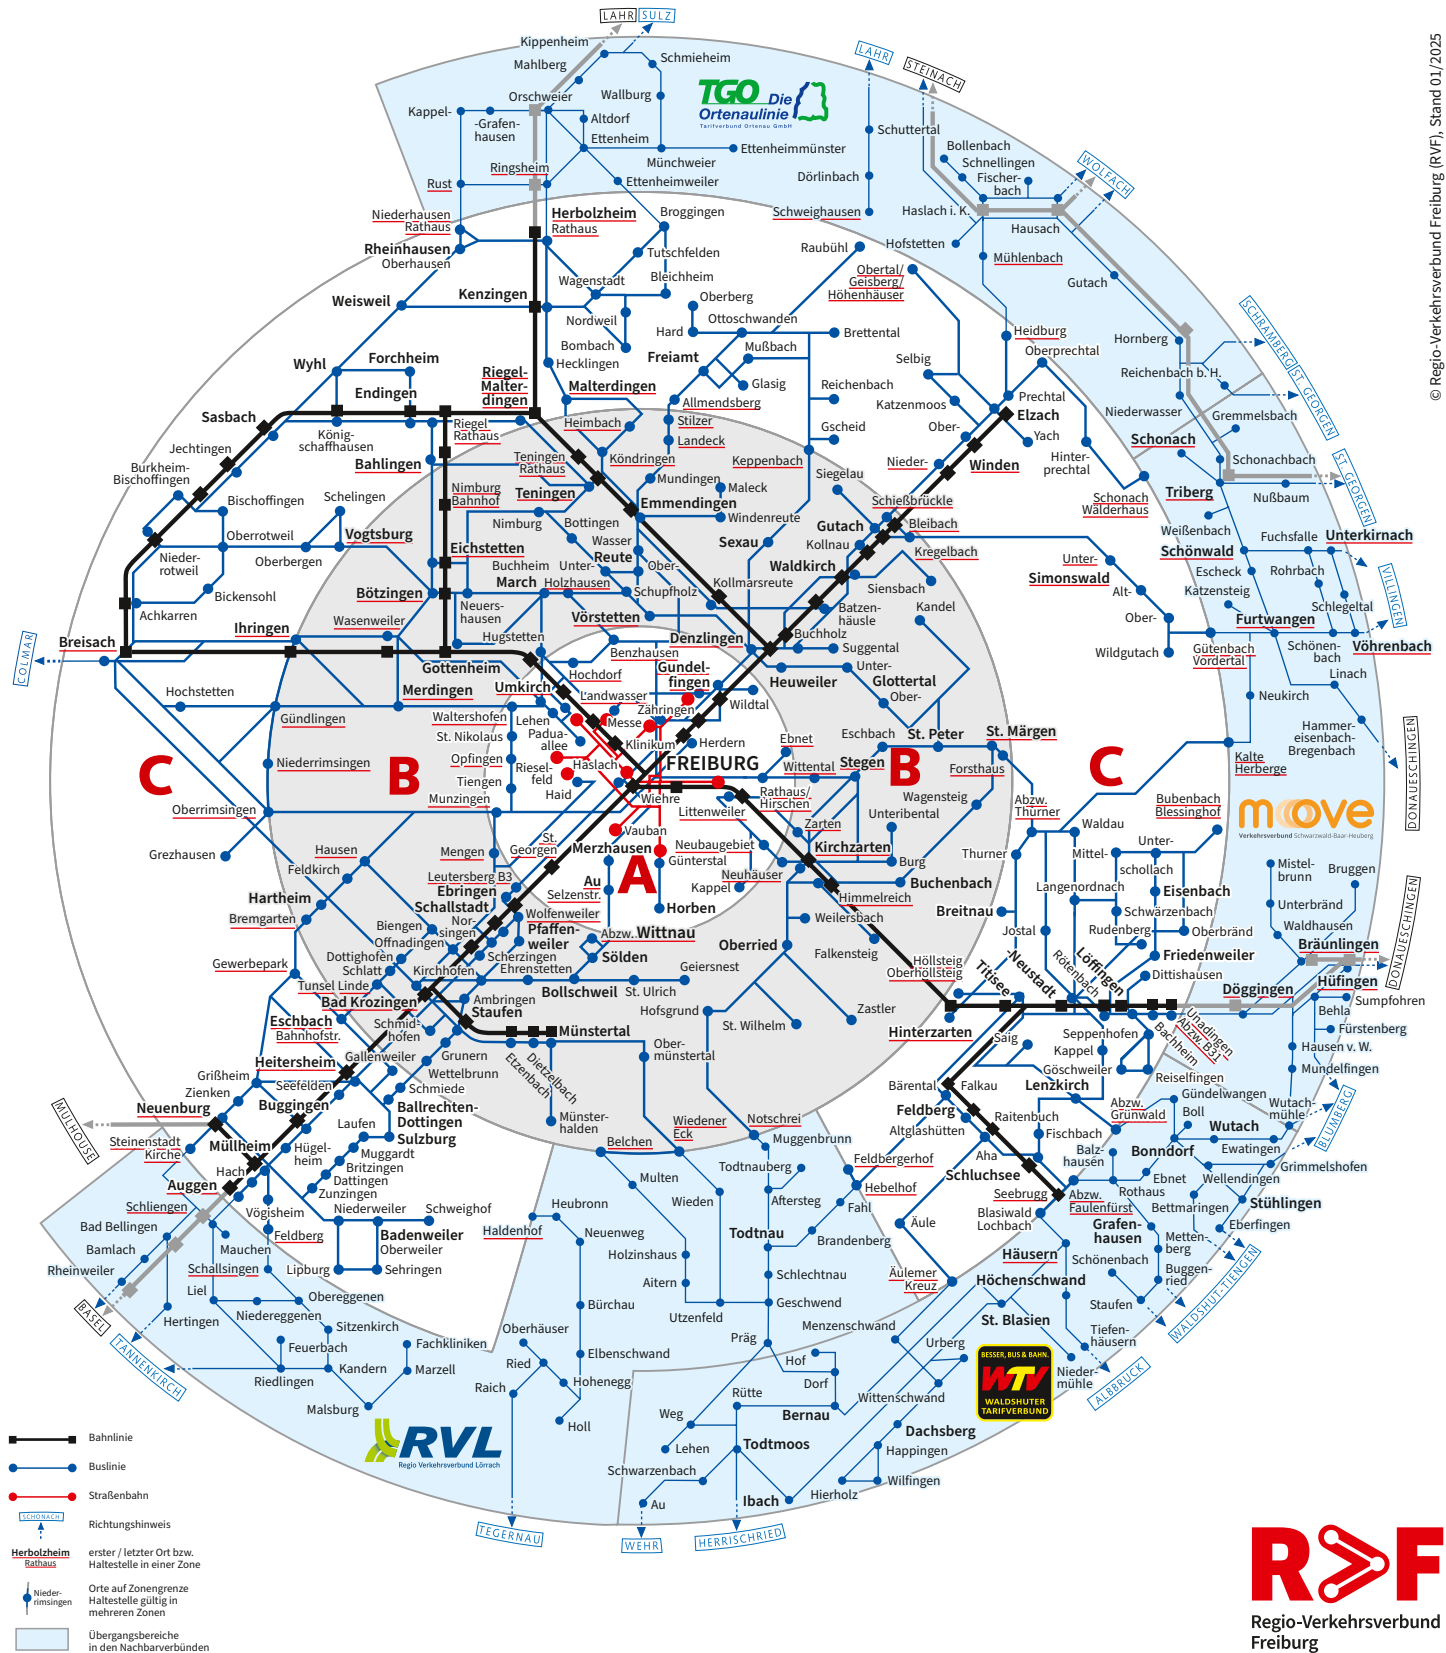 © Regio-Verkehrsverbund Freiburg (RVF), Stand 01/2025
LAHR
SULZ
Kippenheim
Schmieheim
Mahlberg
Orschweier
Wallburg
Kappel-
-Grafen-
hausen
Altdorf
Ettenheim
Ettenheimmünster
Münchweier
Ringsheim
Rust
Ettenheimweiler
TGO Die
Ortenaulinie
Tarifverbund Ortenau GmbH
LAHR
STEINACH
Schuttertal
Dörlinbach
Schweighausen
Bollenbach
Schnellingen
Fischer-
bach
WOLFACH
Haslach i. K.
Hausach
Hofstetten
Mühlenbach
Gutach
Niederhausen
Rathaus
Rheinhausen
Oberhausen
Herbolzheim
Rathaus
Broggingen
Tutschfelden
Bleichheim
Wagenstadt
Weisweil
Kenzingen
Nordweil
Bombach
Hecklingen
Raubühl
Obertal/
Geisberg/
Höhenhäuser
Oberberg
Ottoschwanden
Hard
Brettental
Mußbach
Freiamt
Glasig
Reichenbach
Allmendsberg
Stilzer
Landeck
Gscheid
Keppenbach
Heidburg
Oberprechtal
Selbig
Katzenmoos
Prechtal
Elzach
Ober-
Yach
Nieder-
Winden
Hinter-
prechtal
Hornberg
Reichenbach b. H.
SCHRAMBERG
ST. GEORGEN
Niederwasser
Gremmelsbach
Schonach
Schonachbach
ST. GEORGEN
Triberg
Nußbaum
Schonach
Wälderhaus
Weißenbach
Schönwald
Fuchsfalle
Unterkirnach
Escheck
Rohrbach
Katzensteig
Schlegeltal
VILLINGEN
Furtwangen
Vöhrenbach
Schönen-
bach
Gütenbach
Vordertal
Linach
Neukirch
Hammer-
eisenbach-
Bregenbach
DONAUESCHINGEN
Kalte
Herberge
Wyhl
Forchheim
Endingen
Riegel-
Malter-
dingen
Malterdingen
Sasbach
König-
schaffhausen
Riegel
Rathaus
Heimbach
Jechtingen
Burkheim-
Bischoffingen
Bahlingen
Teningen
Rathaus
Köndringen
Teningen
Mundingen
Maleck
Emmendingen
Windenreute
Siegelau
Schießbrückle
Bischoffingen
Schelingen
Nimburg
Bahnhof
Nimburg
Bottingen
Wasser
Sexau
Gutach
Bleibach
Kollnau
Kregelbach
Oberrotweil
Vogtsburg
Nieder-
rotweil
Oberbergen
Eichstetten
Buchheim
March
Unter-
Reute
Ober-
Waldkirch
Siensbach
Kollmarsreute
Holzhausen
Schupfholz
Bickensohl
Achkarren
Bötzingen
Neuers-
hausen
Vörstetten
Batzen-
häusle
Kandel
Unter-
Simonswald
Alt-
Ober-
Wildgutach
COLMAR
Breisach
Ihringen
Wasenweiler
Hugstetten
Denzlingen
Buchholz
Suggental
Benzhausen
Gundel-
fingen
Heuweiler
Unter-
Glottertal
Ober-
Gottenheim
Hochdorf
Umkirch
Merdingen
Landwasser
Wildtal
Zähringen
Hochstetten
Gündlingen
Waltershofen
Lehen
Messe
St. Nikolaus
Padua-
allee
Klinikum
Herdern
Ebnet
Eschbach
St. Peter
St. Märgen
Opfingen
Riesel-
feld
Haslach
FREIBURG
Wittental
Stegen
Forsthaus
Niederrimsingen
Tiengen
Haid
Munzingen
Wiehre
Rathaus/
Hirschen
Littenweiler
Wagensteig
Zarten
Unteribental
Oberrimsingen
Vauban
St.
Georgen
Merzhausen
Neubaugebiet
Kirchzarten
Burg
Grezhausen
Mengen
Günterstal
Neuhäuser
Kappel
Buchenbach
Himmelreich
A
B
B
C
C
Hausen
Feldkirch
Leutersberg B3
Ebringen
Schallstadt
Au
Selzenstr.
Horben
Weilersbach
Hartheim
Bremgarten
Wolfenweiler
Pfaffen-
weiler
Abzw. Wittnau
Biengen
Nor-
singen
Offnadingen
Sölden
Oberried
Falkensteig
Dottighofen
Schlatt
Scherzingen
Ehrenstetten
Geiersnest
Gewerbepark
Kirchhofen
Tunsel Linde
Bollschweil
St. Ulrich
Bad Krozingen
Ambringen
Staufen
Hofsgrund
St. Wilhelm
Zastler
Eschbach
Bahnhofstr.
Schmid-
hofen
Münstertal
Ober-
münstertal
Gallenweiler
Grunern
Wettelbrunn
Etzenbach
Dietzelbach
Münster-
halden
Heitersheim
Seefelden
Schmiede
Grißheim
Zienken
Ballrechten-
Dottingen
Buggingen
Neuenburg
MULHOUSE
Steinenstadt
Kirche
Müllheim
Hügel-
heim
Laufen
Sulzburg
Muggardt
Britzingen
Dattingen
Zunzingen
Hach
Auggen
Vögisheim
Feldberg
Niederweiler
Schweighof
Badenweiler
Oberweiler
Lipburg
Sehringen
Schliengen
Bad Bellingen
Bamlach
Mauchen
Rheinweiler
Schallsingen
BASEL
Liel
Hertingen
Niedereggenen
Obereggenen
Sitzenkirch
TANNENKIRCH
Feuerbach
Riedlingen
Kandern
Fachkliniken
Marzell
Malsburg
RVL
Regio Verkehrsverbund Lörrach
Belchen
Wiedener
Eck
Notschrei
Muggenbrunn
Multen
Todtnauberg
Heubronn
Wieden
Aftersteg
Haldenhof
Neuenweg
Todtnau
Holzinshaus
Brandenberg
Fahl
Feldbergerhof
Hebelhof
Aitern
Schlechtnau
Bürchau
Utzenfeld
Geschwend
Oberhäuser
Präg
Elbenschwand
Ried
Hohenegg
Hof
Dorf
Raich
Holl
Rütte
Bernau
Weg
Lehen
Todtmoos
Schwarzenbach
Au
Ibach
TEGERNAU
WEHR
HERRISCHRIED
Abzw.
Thurner
Waldau
Bubenbach
Blessinghof
Thurner
Mittel-
Unter-
schollach
Langenordnach
Eisenbach
Breitnau
Schwärzenbach
Jostal
Rudenberg
Oberbränd
Friedenweiler
Höllsteig
Oberhöllsteig
Titisee
Neustadt
Rötenbach
Löffingen
Dittishausen
Hinterzarten
Saig
Seppenhofen
Kappel
Göschweiler
Bachheim
Unadingen
Abzw. B31
Reiselfingen
Bärental
Falkau
Lenzkirch
Feldberg
Raitenbuch
Altglashütten
Fischbach
Aha
Schluchsee
Seebrugg
Blasiwald
Lochbach
Äule
Äulemer
Kreuz
Abzw.
Grünwald
Gündelwangen
Boll
Wutach-
mühle
Wutach
Balz-
hausen
Bonndorf
Ewatingen
Grimmelshofen
Ebnet
Wellendingen
Rothaus
Bettmaringen
Stühlingen
Abzw.
Faulenfürst
Grafen-
hausen
Eberfingen
Metten-
berg
Häusern
Schönenbach
Buggen-
ried
Höchenschwand
Staufen
WALDSHUT-TIENGEN
St. Blasien
Menzenschwand
Urberg
Tiefen-
häusern
Nieder-
mühle
ALBBRUCK
Wittenschwand
Dachsberg
Happingen
Wilfingen
Hierholz
BESSER, BUS & BAHN.
WTV
WALDSHUTER
TARIFVERBUND
moove
Verkehrsverbund Schwarzwald-Baar-Heuberg
Mistel-
brunn
Bruggen
Unterbränd
Waldhausen
Bräunlingen
DONAUESCHINGEN
Döggingen
Hüfingen
Sumpfohren
Behla
Fürstenberg
Hausen v. W.
Mundelfingen
BLUMBERG
Bahnlinie
Buslinie
Straßenbahn
SCHONACH
Richtungshinweis
Herbolzheim
Rathaus
erster / letzter Ort bzw.
Haltestelle in einer Zone
Nieder-
rimsingen
Orte auf Zonengrenze
Haltestelle gültig in
mehreren Zonen
Übergangsbereiche
in den Nachbarverbünden
RVF
Regio-Verkehrsverbund
Freiburg